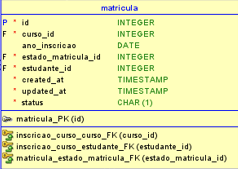 matricula
P * id INTEGER
F * curso_id INTEGER
ano_inscricao DATE
F * estado_matricula_id INTEGER
F * estudante_id INTEGER
* created_at TIMESTAMP
* updated_at TIMESTAMP
* status CHAR (1)
matricula_PK (id)
inscricao_curso_curso_FK (curso_id)
inscricao_curso_estudante_FK (estudante_id)
matricula_estado_matricula_FK (estado_matricula_id)